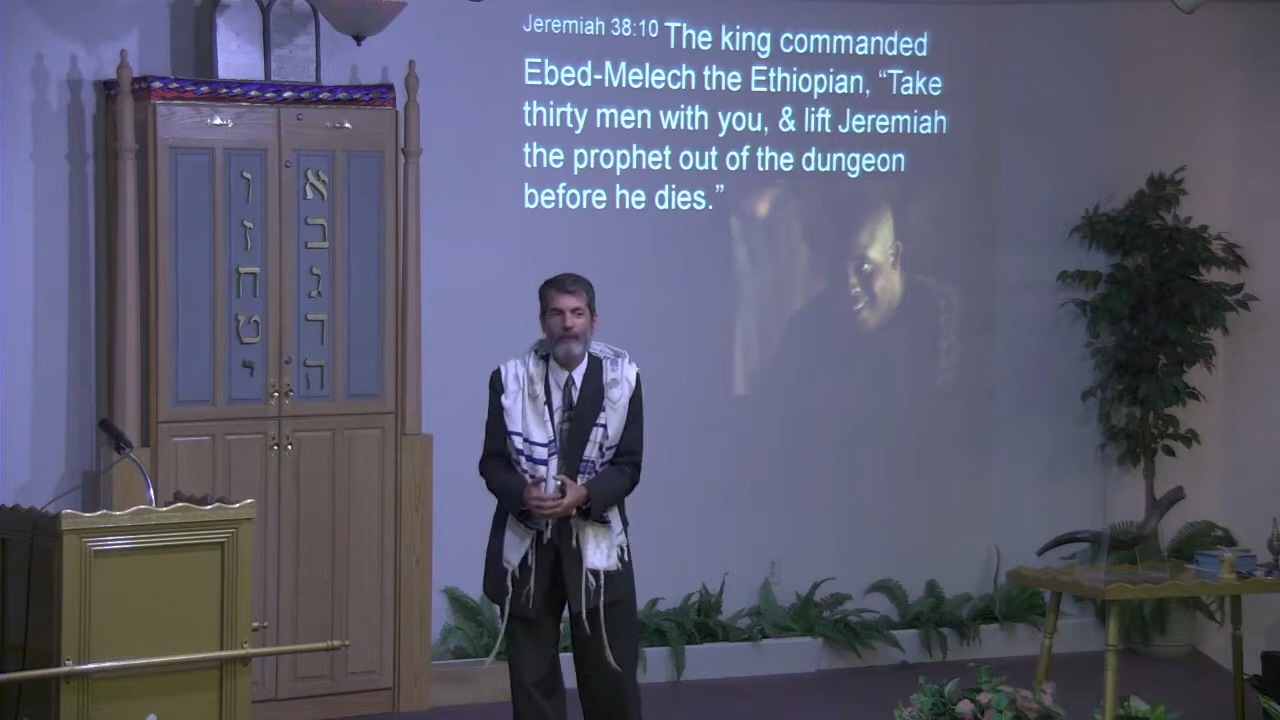 Jeremiah 38:10 The king commanded
Ebed-Melech the Ethiopian, “Take
thirty men with you, & lift Jeremiah
the prophet out of the dungeon
before he dies.”
א
ב
ג
ד
ה
ו
ז
ח
ט
י